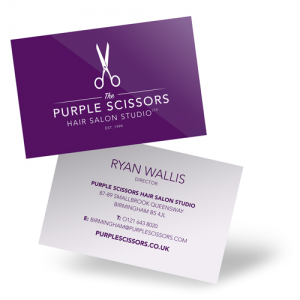 The
PURPLE SCISSORS
HAIR SALON STUDIO
EST. 1990
RYAN WALLIS
DIRECTOR
PURPLE SCISSORS HAIR SALON STUDIO
87-89 SMALLBROOK QUEENSWAY
BIRMINGHAM B5 4JL
T: 0121 643 8020
E: BIRMINGHAM@PURPLESCISSORS.COM
PURPLESCISSORS.CO.UK